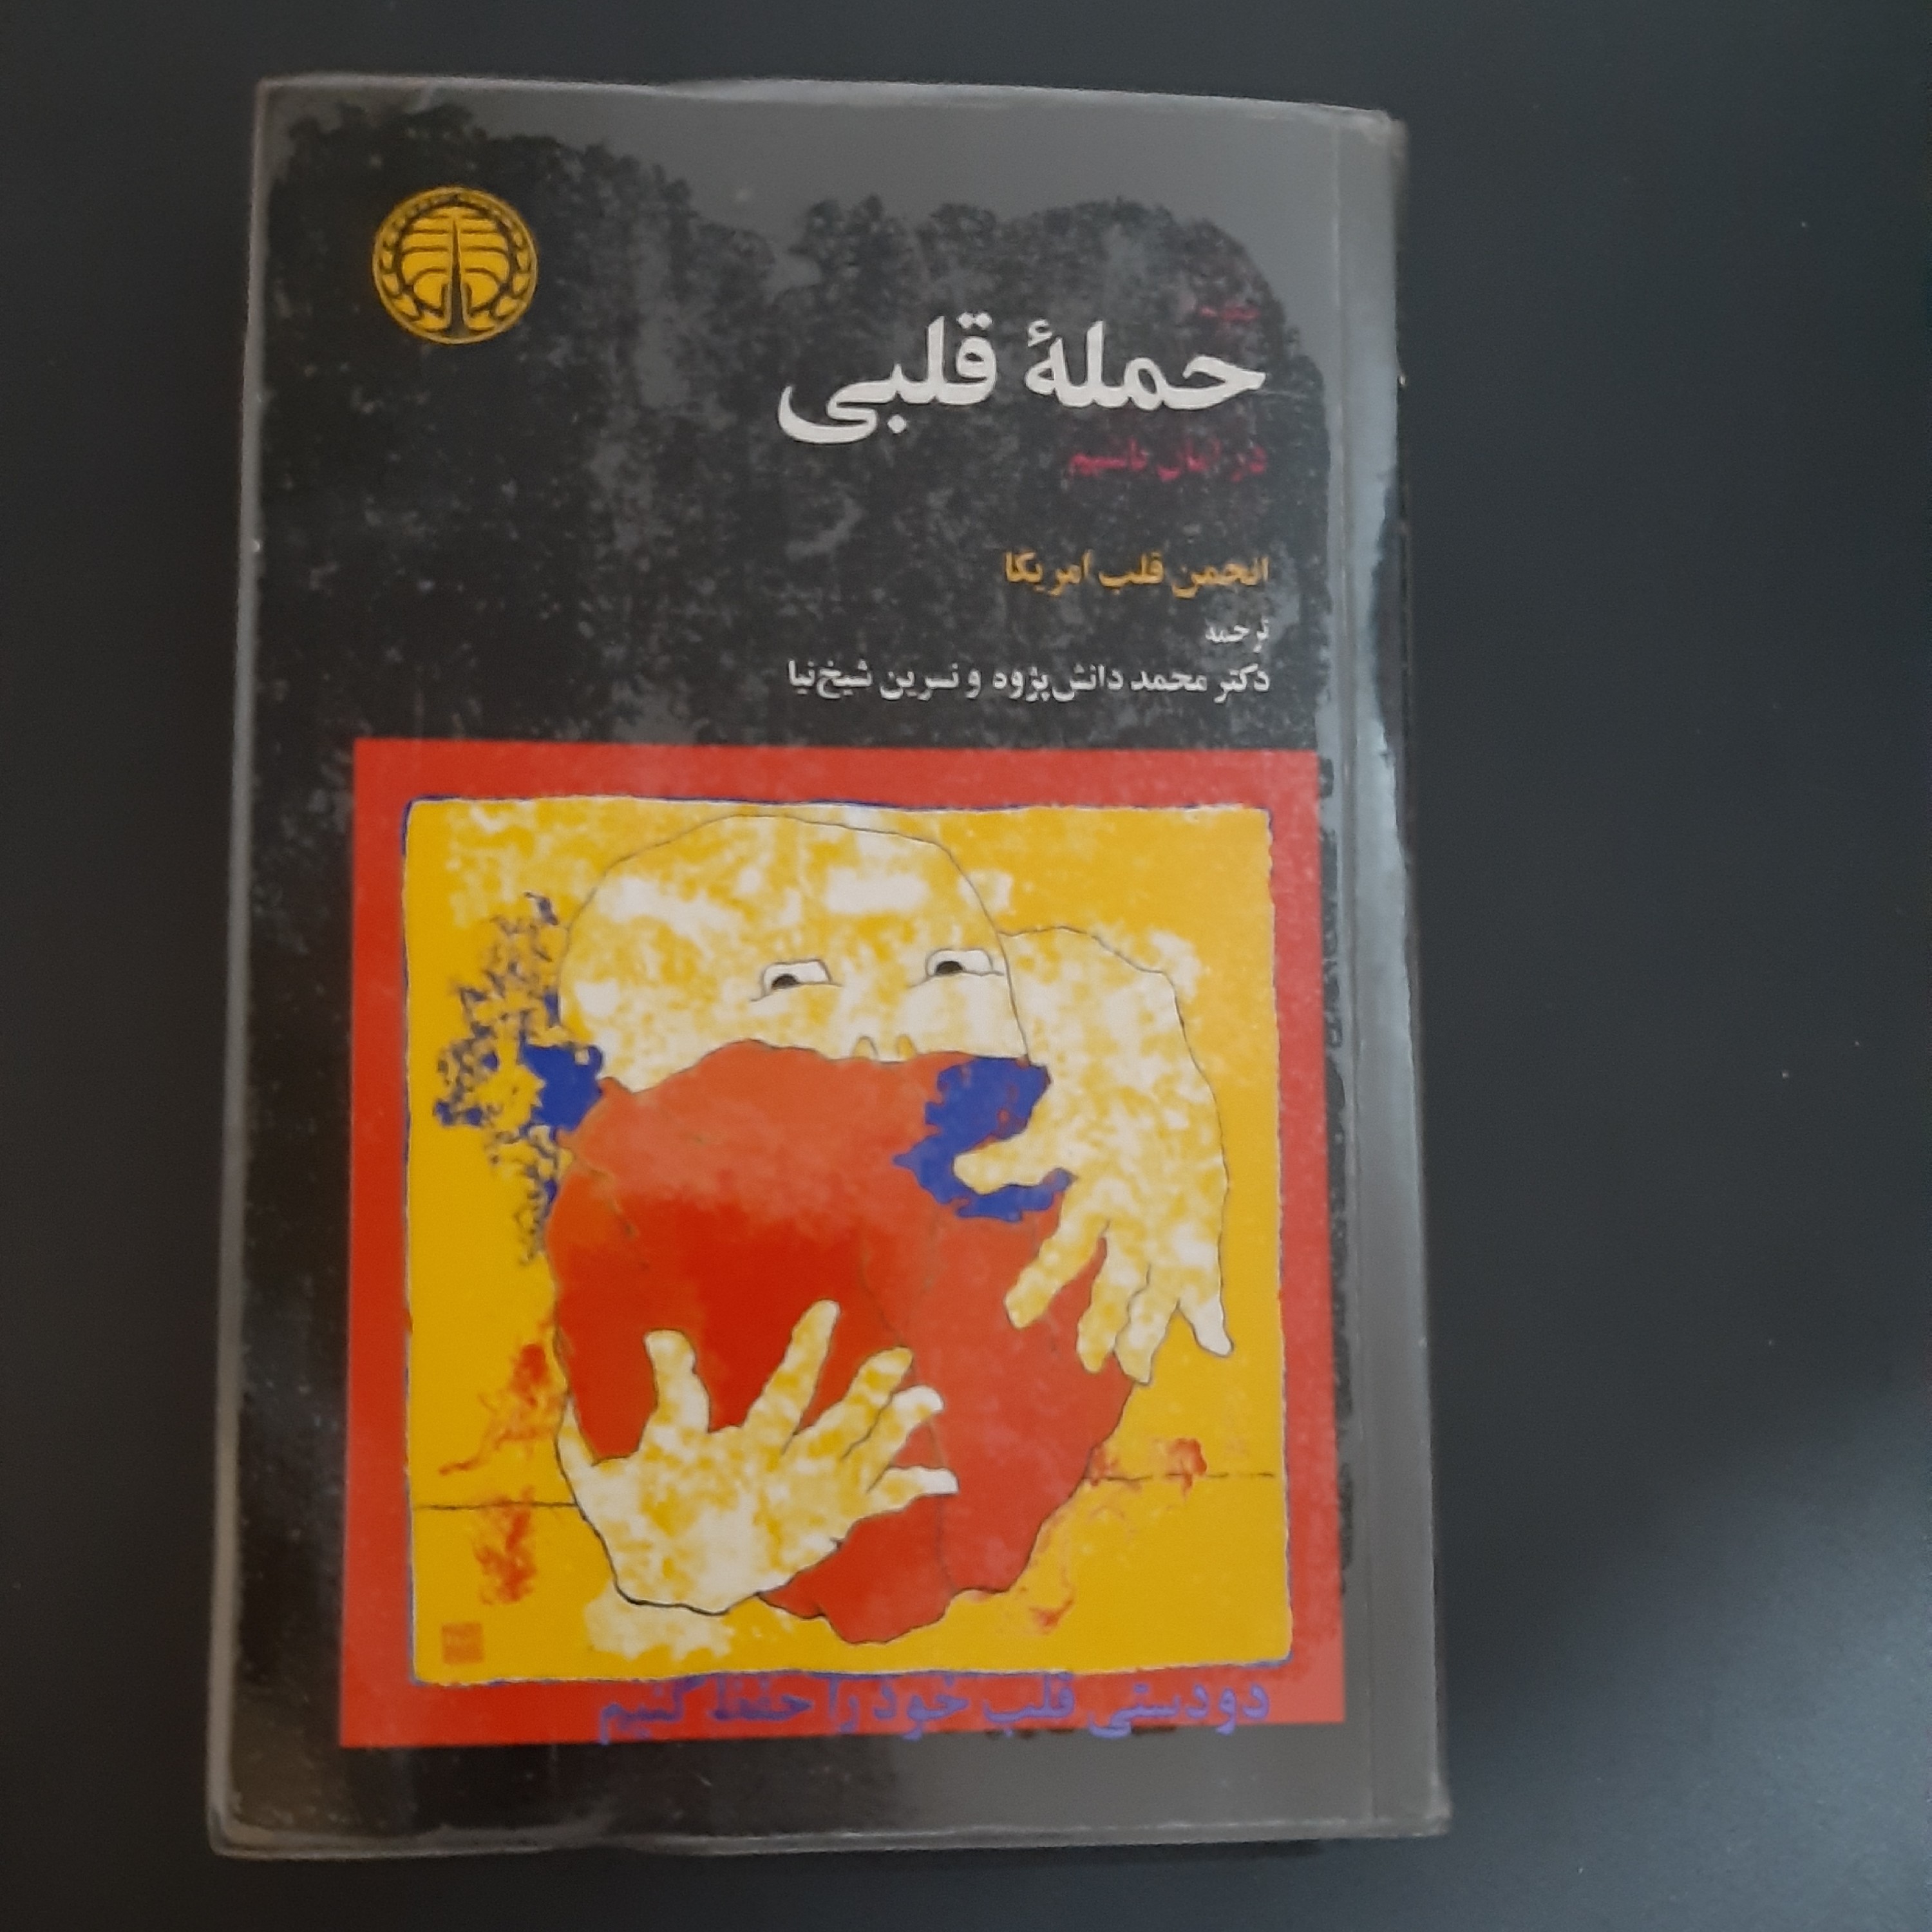 حملهٔ قلبی
در امان باشیم
انجمن قلب امریکا
ترجمه
دکتر محمد دانش‌پژوه و نسرین شیخ‌نیا
دودستی قلب خود را حفظ کنیم